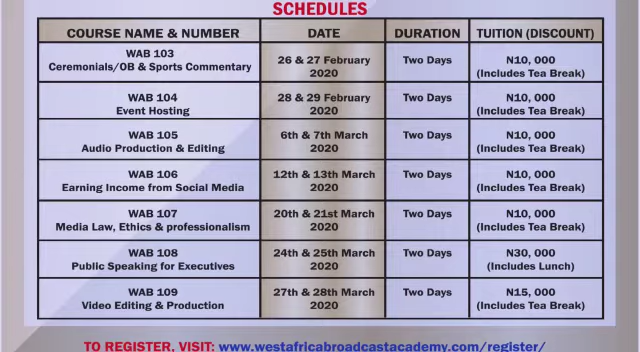 SCHEDULES
COURSE NAME & NUMBER DATE DURATION TUITION (DISCOUNT)
WAB 103
Ceremonials/OB & Sports Commentary
26 & 27 February
2020
Two Days
N10, 000
(Includes Tea Break)
WAB 104
Event Hosting
28 & 29 February
2020
Two Days
N10, 000
(Includes Tea Break)
WAB 105
Audio Production & Editing
6th & 7th March
2020
Two Days
N10, 000
(Includes Tea Break)
WAB 106
Earning Income from Social Media
12th & 13th March
2020
Two Days
N10, 000
(Includes Tea Break)
WAB 107
Media Law, Ethics & professionalism
20th & 21st March
2020
Two Days
N10, 000
(Includes Tea Break)
WAB 108
Public Speaking for Executives
24th & 25th March
2020
Two Days
N30, 000
(Includes Lunch)
WAB 109
Video Editing & Production
27th & 28th March
2020
Two Days
N15, 000
(Includes Tea Break)
TO REGISTER, VISIT: www.westafricabroadcastacademy.com/register/